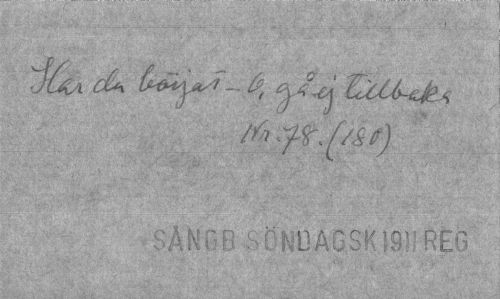 Har du börjat – O, gå ej tillbaka
Nr. 78. (180)
SÅNGB SÖNDAGSK 1911 REG